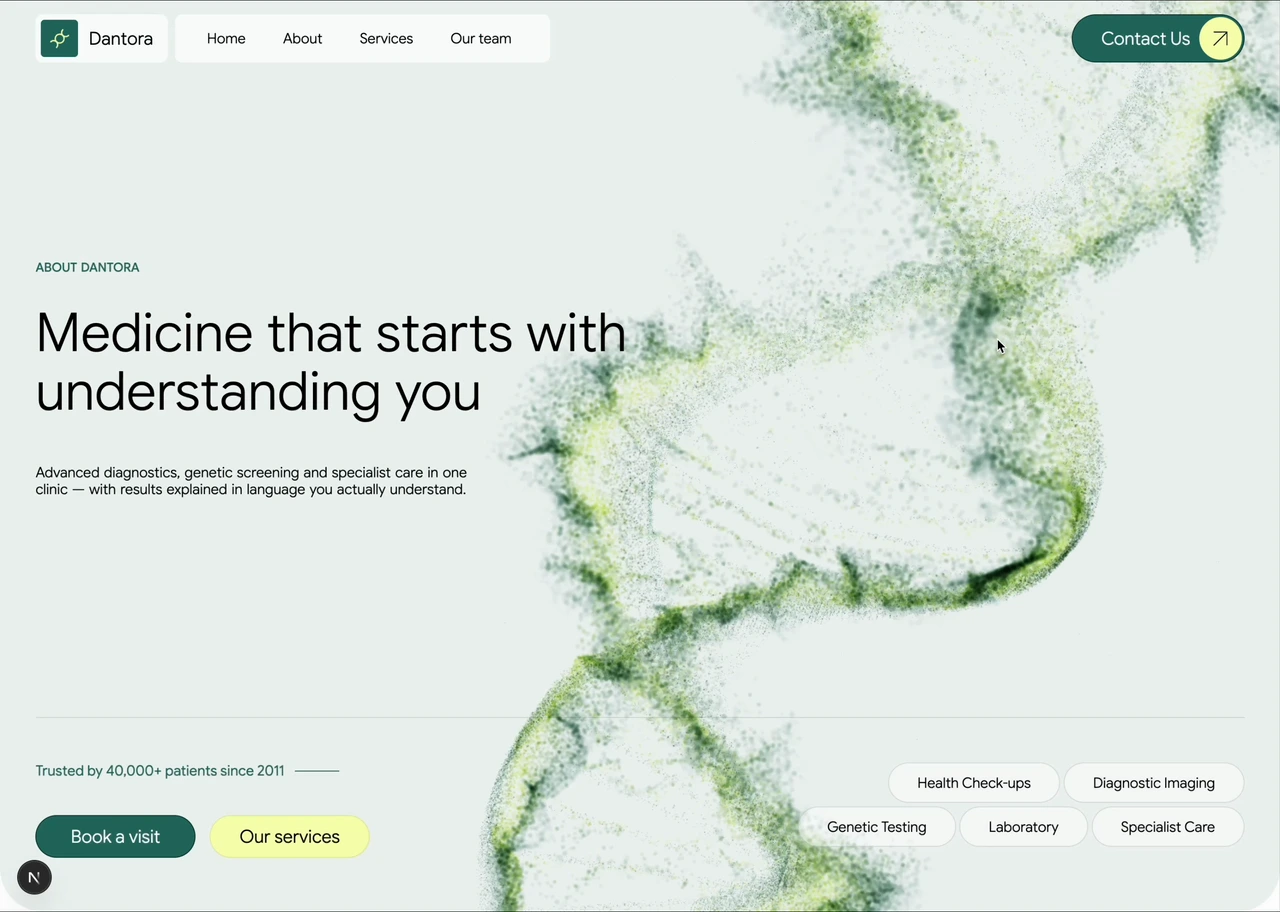 Dantora
Home
About
Services
Our team
Contact Us
ABOUT DANTORA
Medicine that starts with
understanding you
Advanced diagnostics, genetic screening and specialist care in one
clinic — with results explained in language you actually understand.
Trusted by 40,000+ patients since 2011
Book a visit
Our services
Health Check-ups
Diagnostic Imaging
Genetic Testing
Laboratory
Specialist Care
N